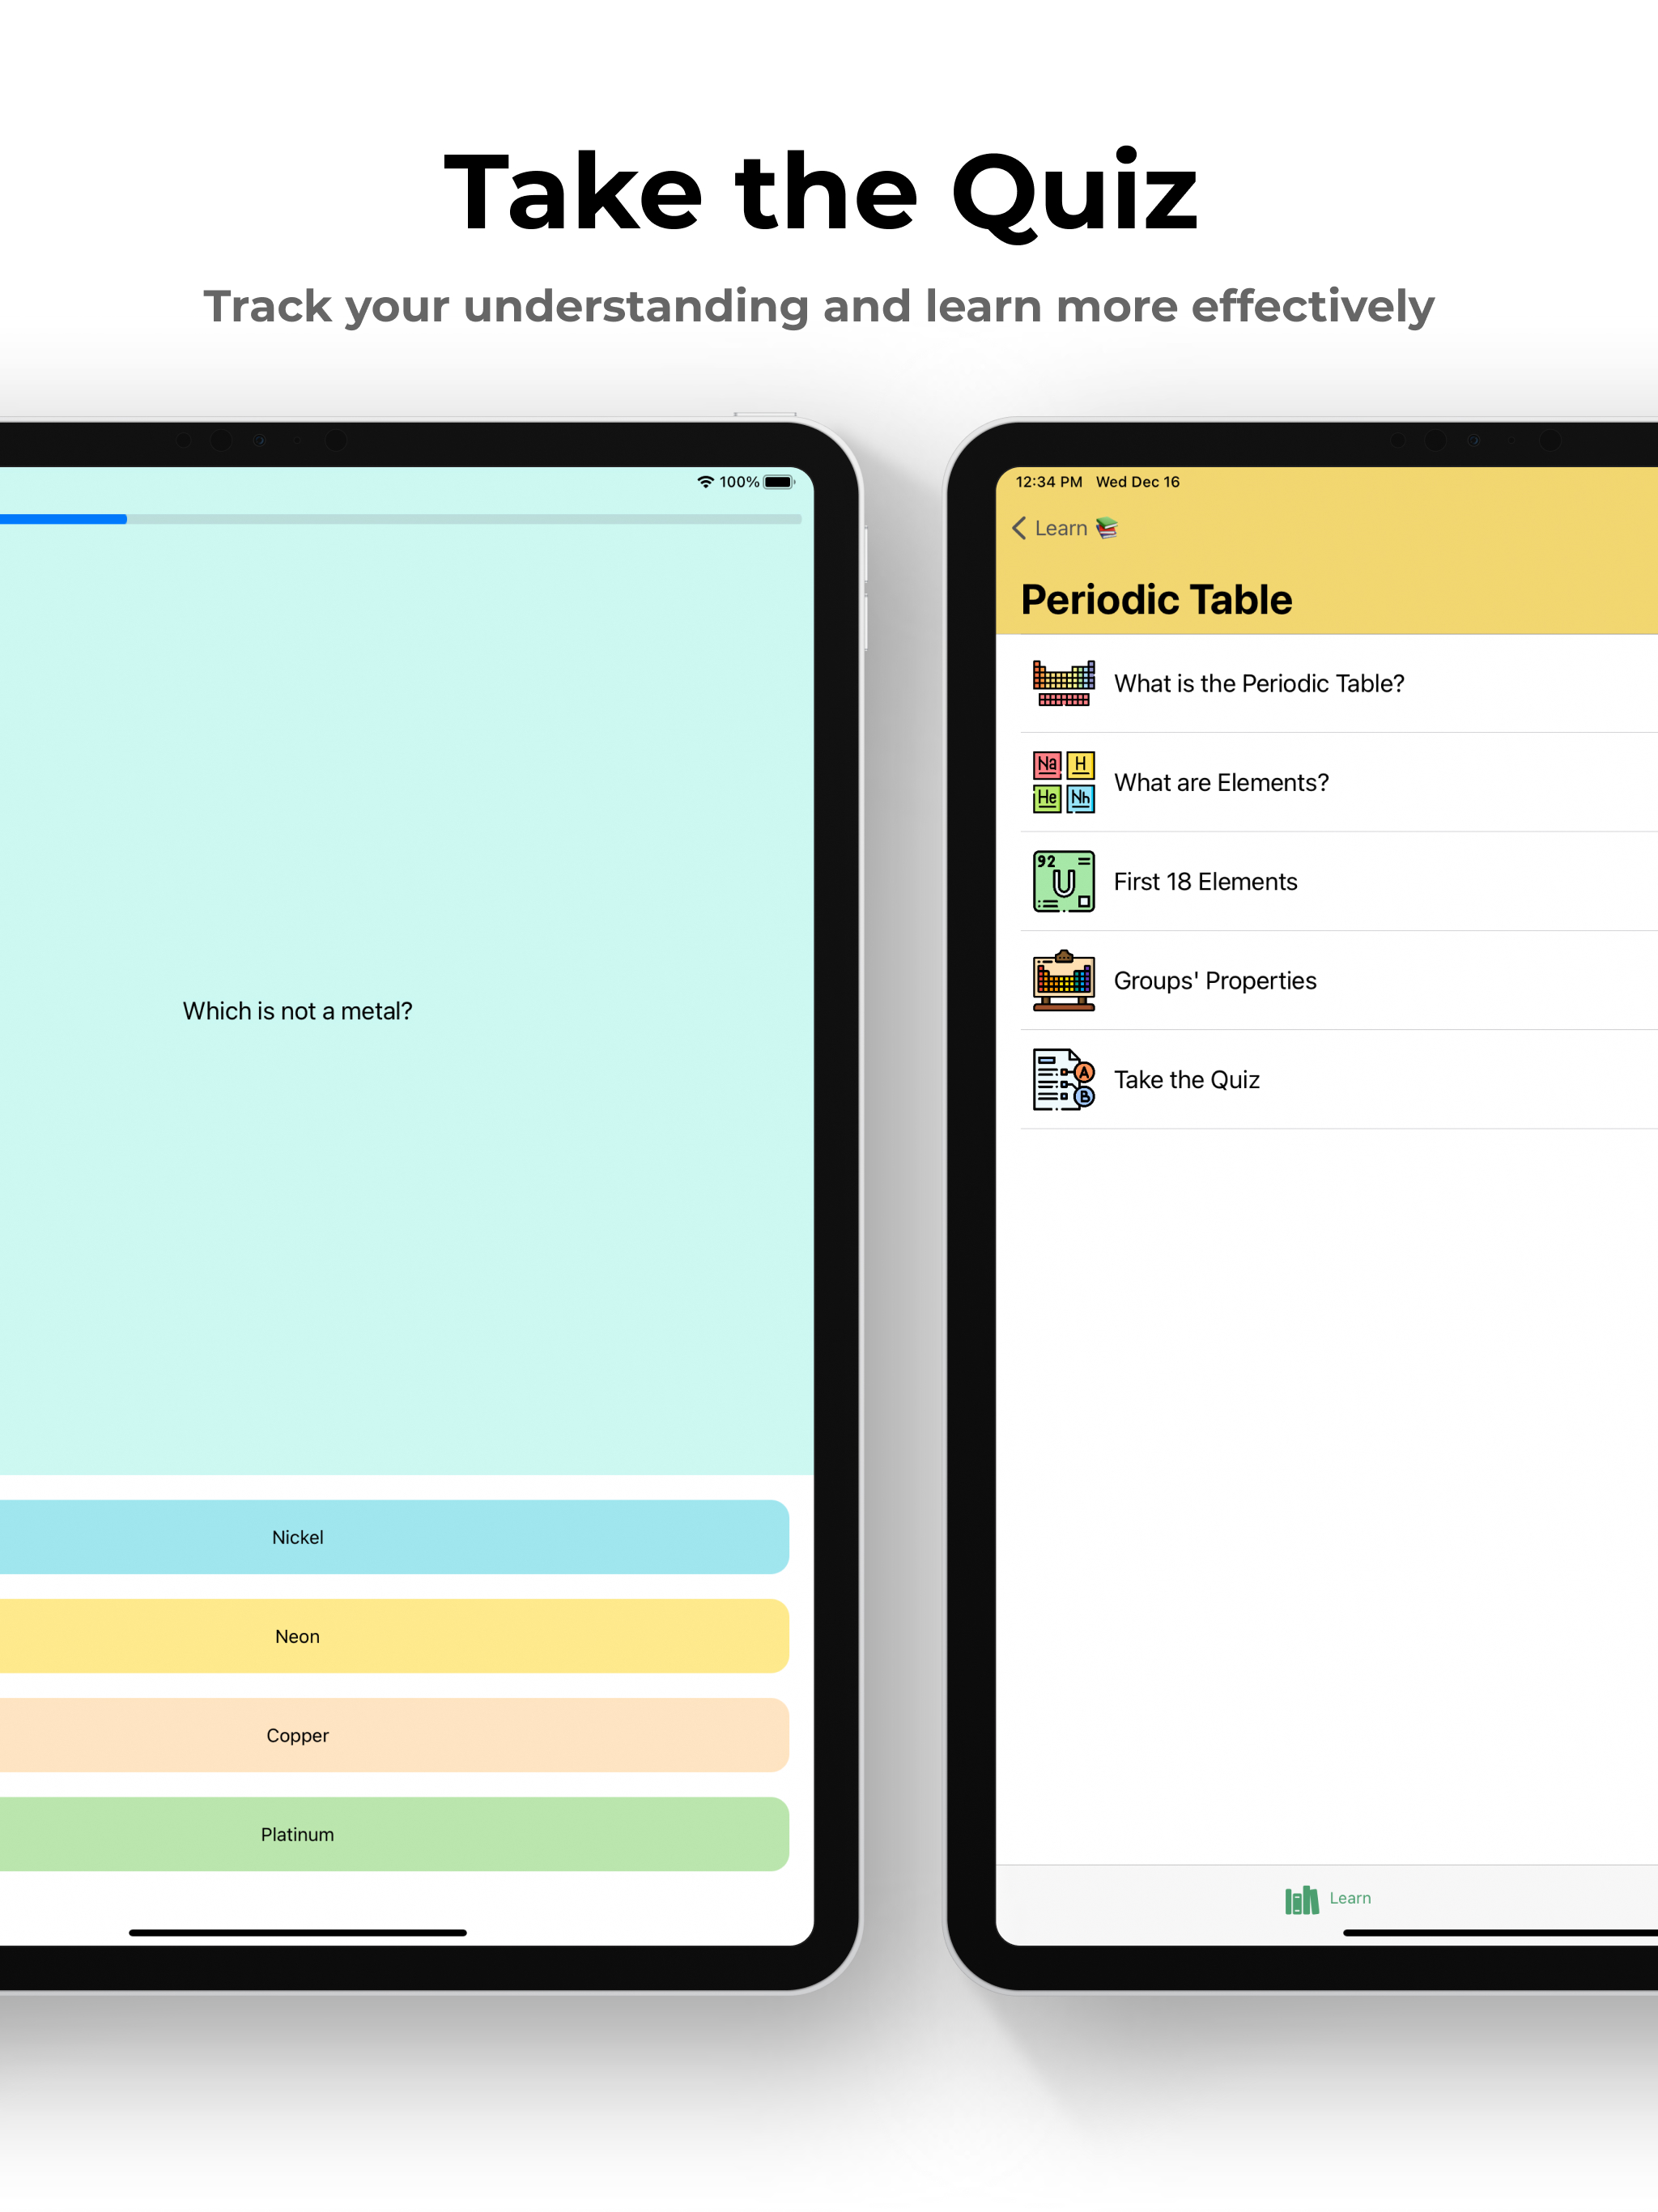 Take the Quiz
Track your understanding and learn more effectively
100%
Which is not a metal?
Nickel
Neon
Copper
Platinum
12:34 PM Wed Dec 16
Learn
Periodic Table
What is the Periodic Table?
Na H
He Nh
What are Elements?
92
U
First 18 Elements
Groups' Properties
A
B
Take the Quiz
Learn